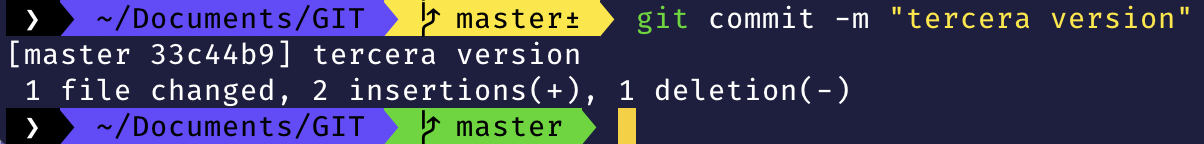 ❯ ~/Documents/GIT master± git commit -m "tercera version"
[master 33c44b9] tercera version
1 file changed, 2 insertions(+), 1 deletion(-)
❯ ~/Documents/GIT master